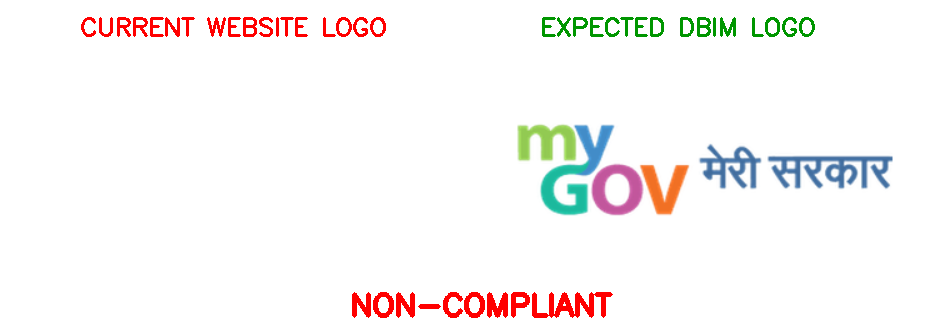 CURRENT WEBSITE LOGO
EXPECTED DBIM LOGO
my
GOV मेरी सरकार
NON-COMPLIANT